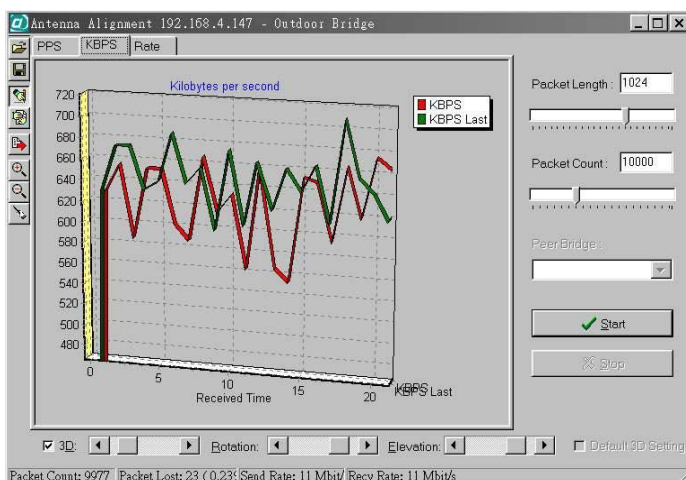 Antenna Alignment 192.168.4.147 - Outdoor Bridge
PPS KBPS Rate
Kilobytes per second
KBPS
KBPS Last
720
700
680
660
640
620
600
580
560
540
520
500
480
0 5 10 15 20
Received Time
KBPS
KBPS Last
Packet Length : 1024
Packet Count : 10000
Peer Bridge :
Start
Stop
3D: Rotation: Elevation: Default 3D Setting
Packet Count: 9977 Packet Lost: 23 ( 0.23% Send Rate: 11 Mbit/ Recv Rate: 11 Mbit/s